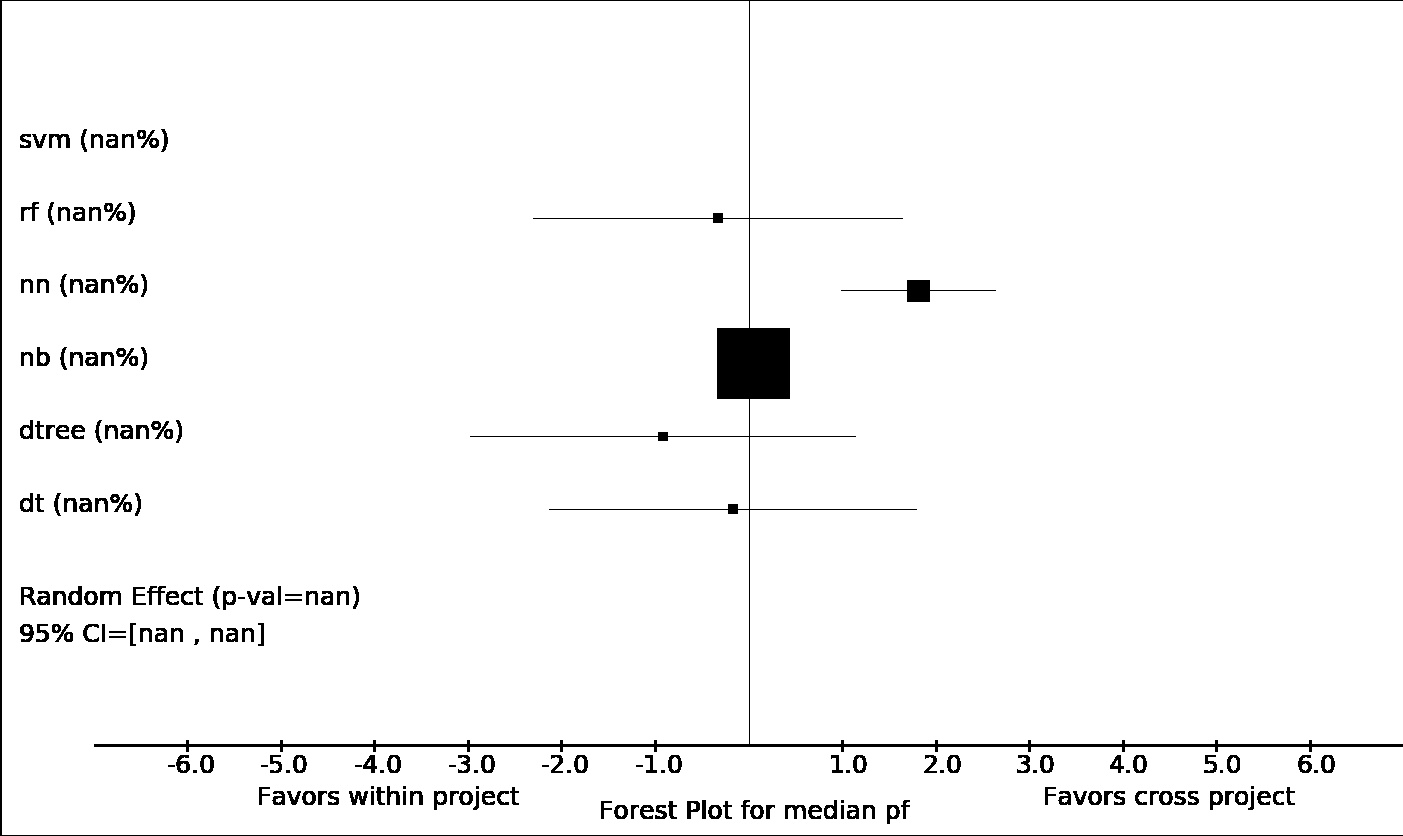 svm (nan%)
rf (nan%)
nn (nan%)
nb (nan%)
dtree (nan%)
dt (nan%)
Random Effect (p-val=nan)
95% CI=[nan , nan]
-6.0 -5.0 -4.0 -3.0 -2.0 -1.0 1.0 2.0 3.0 4.0 5.0 6.0
Favors within project Forest Plot for median pf Favors cross project